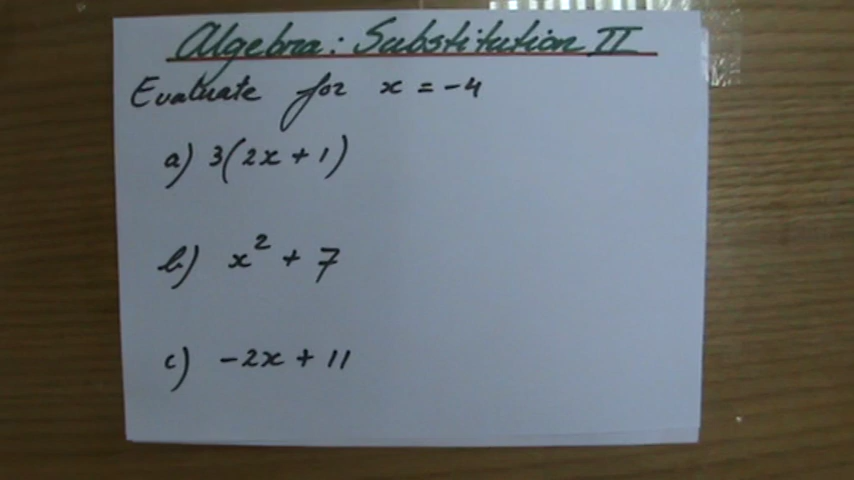 Algebra: Substitution II
Evaluate for x = -4
a) 3(2x + 1)
b) x² + 7
c) -2x + 11